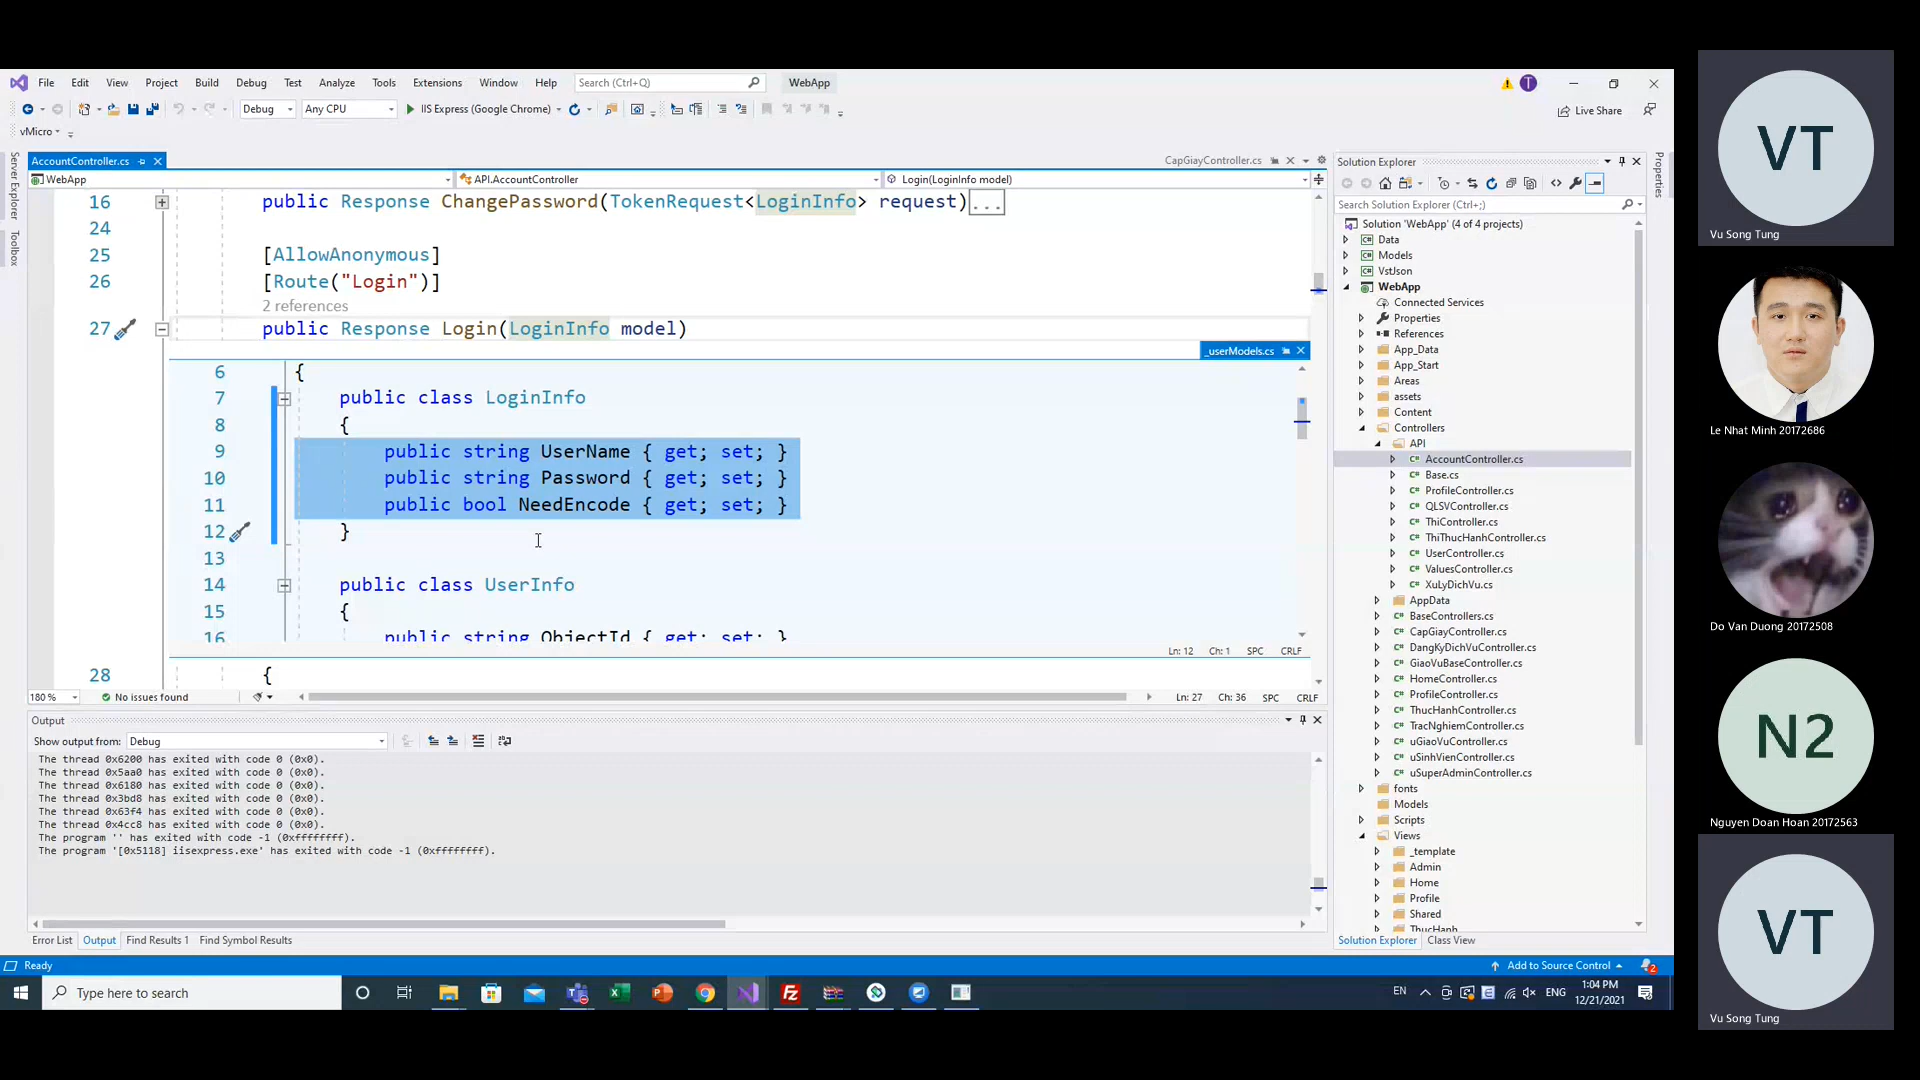 File Edit View Project Build Debug Test Analyze Tools Extensions Window Help Search (Ctrl+Q) WebApp T
Debug Any CPU IIS Express (Google Chrome) Live Share
vMicro
Server Explorer
Toolbox
AccountController.cs CapGiayController.cs
WebApp API.AccountController Login(LoginInfo model)
16 public Response ChangePassword(TokenRequest<LoginInfo> request)...
24
25 [AllowAnonymous]
26 [Route("Login")]
2 references
27 public Response Login(LoginInfo model)
_userModels.cs
6 {
7 public class LoginInfo
8 {
9 public string UserName { get; set; }
10 public string Password { get; set; }
11 public bool NeedEncode { get; set; }
12 }
13
14 public class UserInfo
15 {
16 public string ObjectId { get; set; }
Ln: 12 Ch: 1 SPC CRLF
28 {
180 % No issues found Ln: 27 Ch: 36 SPC CRLF
Output
Show output from: Debug
The thread 0x6200 has exited with code 0 (0x0).
The thread 0x5aa0 has exited with code 0 (0x0).
The thread 0x6180 has exited with code 0 (0x0).
The thread 0x3bd8 has exited with code 0 (0x0).
The thread 0x63f4 has exited with code 0 (0x0).
The thread 0x4cc8 has exited with code 0 (0x0).
The program '' has exited with code -1 (0xffffffff).
The program '[0x5118] iisexpress.exe' has exited with code -1 (0xffffffff).
Error List Output Find Results 1 Find Symbol Results
Solution Explorer
Properties
Search Solution Explorer (Ctrl+;)
Solution 'WebApp' (4 of 4 projects)
C# Data
C# Models
C# VstJson
WebApp
Connected Services
Properties
References
App_Data
App_Start
Areas
assets
Content
Controllers
API
C# AccountController.cs
C# Base.cs
C# ProfileController.cs
C# QLSVController.cs
C# ThiController.cs
C# ThiThucHanhController.cs
C# UserController.cs
C# ValuesController.cs
C# XuLyDichVu.cs
AppData
C# BaseControllers.cs
C# CapGiayController.cs
C# DangKyDichVuController.cs
C# GiaoVuBaseController.cs
C# HomeController.cs
C# ProfileController.cs
C# ThucHanhController.cs
C# TracNghiemController.cs
C# uGiaoVuController.cs
C# uSinhVienController.cs
C# uSuperAdminController.cs
fonts
Models
Scripts
Views
_template
Admin
Home
Profile
Shared
ThucHanh
Solution Explorer Class View
Ready Add to Source Control 2
Type here to search EN ENG 1:04 PM
12/21/2021
VT
Vu Song Tung
Le Nhat Minh 20172686
Do Van Duong 20172508
N2
Nguyen Doan Hoan 20172563
VT
Vu Song Tung